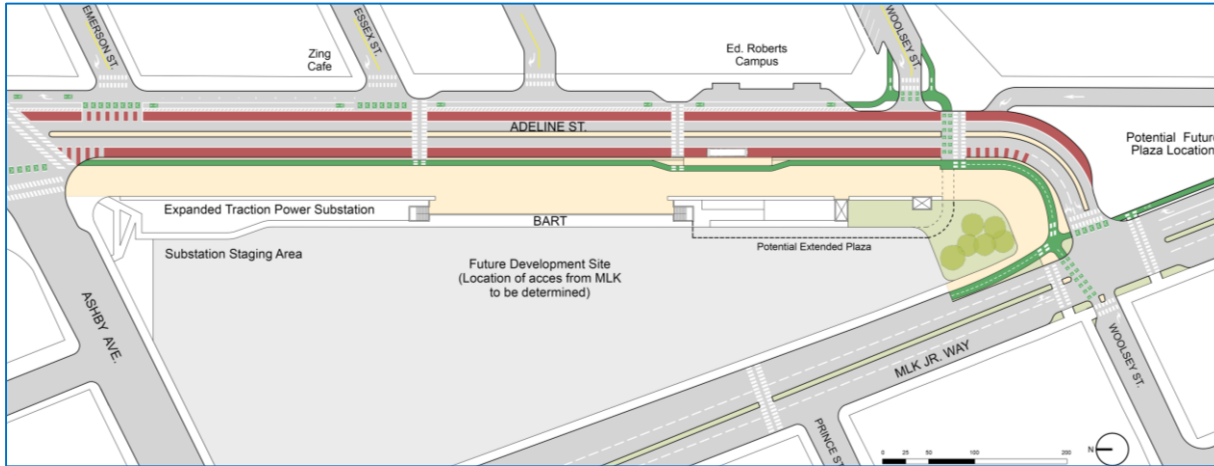 EMERSON ST.
Zing
Cafe
ESSEX ST.
Ed. Roberts
Campus
WOOLSEY ST.
ADELINE ST.
Potential Future
Plaza Location
Expanded Traction Power Substation
BART
Substation Staging Area
Potential Extended Plaza
Future Development Site
(Location of acces from MLK
to be determined)
ASHBY AVE.
MLK JR. WAY
WOOLSEY ST.
PRINCE ST.
0 25 50 100 200
N